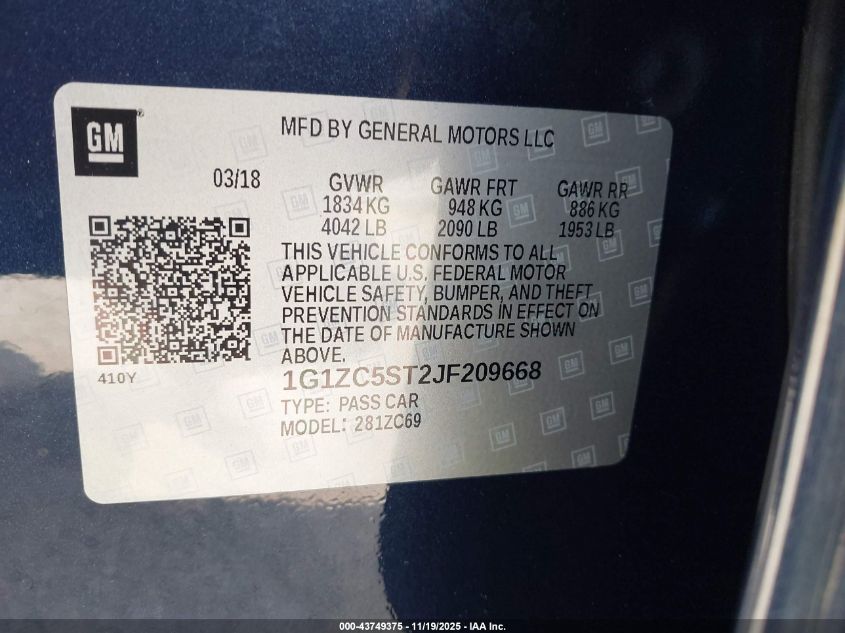 GM
MFD BY GENERAL MOTORS LLC
03/18
GVWR GAWR FRT GAWR RR
1834 KG 948 KG 886 KG
4042 LB 2090 LB 1953 LB
THIS VEHICLE CONFORMS TO ALL
APPLICABLE U.S. FEDERAL MOTOR
VEHICLE SAFETY, BUMPER, AND THEFT
PREVENTION STANDARDS IN EFFECT ON
THE DATE OF MANUFACTURE SHOWN
ABOVE.
410Y
1G1ZC5ST2JF209668
TYPE: PASS CAR
MODEL: 281ZC69
000-43749375 - 11/19/2025 - IAA Inc.